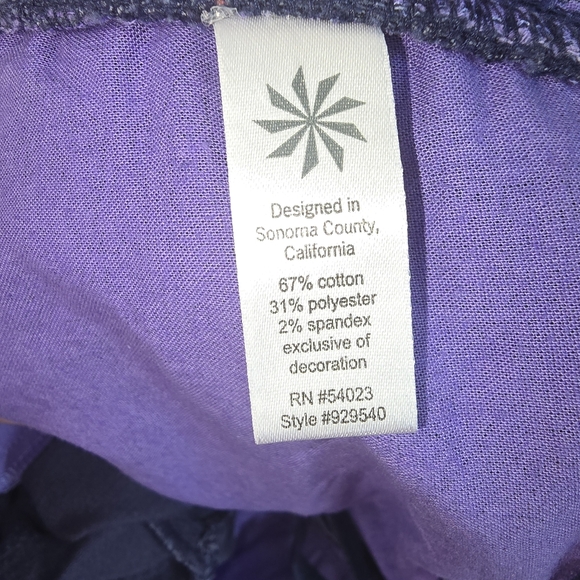 Designed in
Sonoma County,
California
67% cotton
31% polyester
2% spandex
exclusive of
decoration
RN #54023
Style #929540